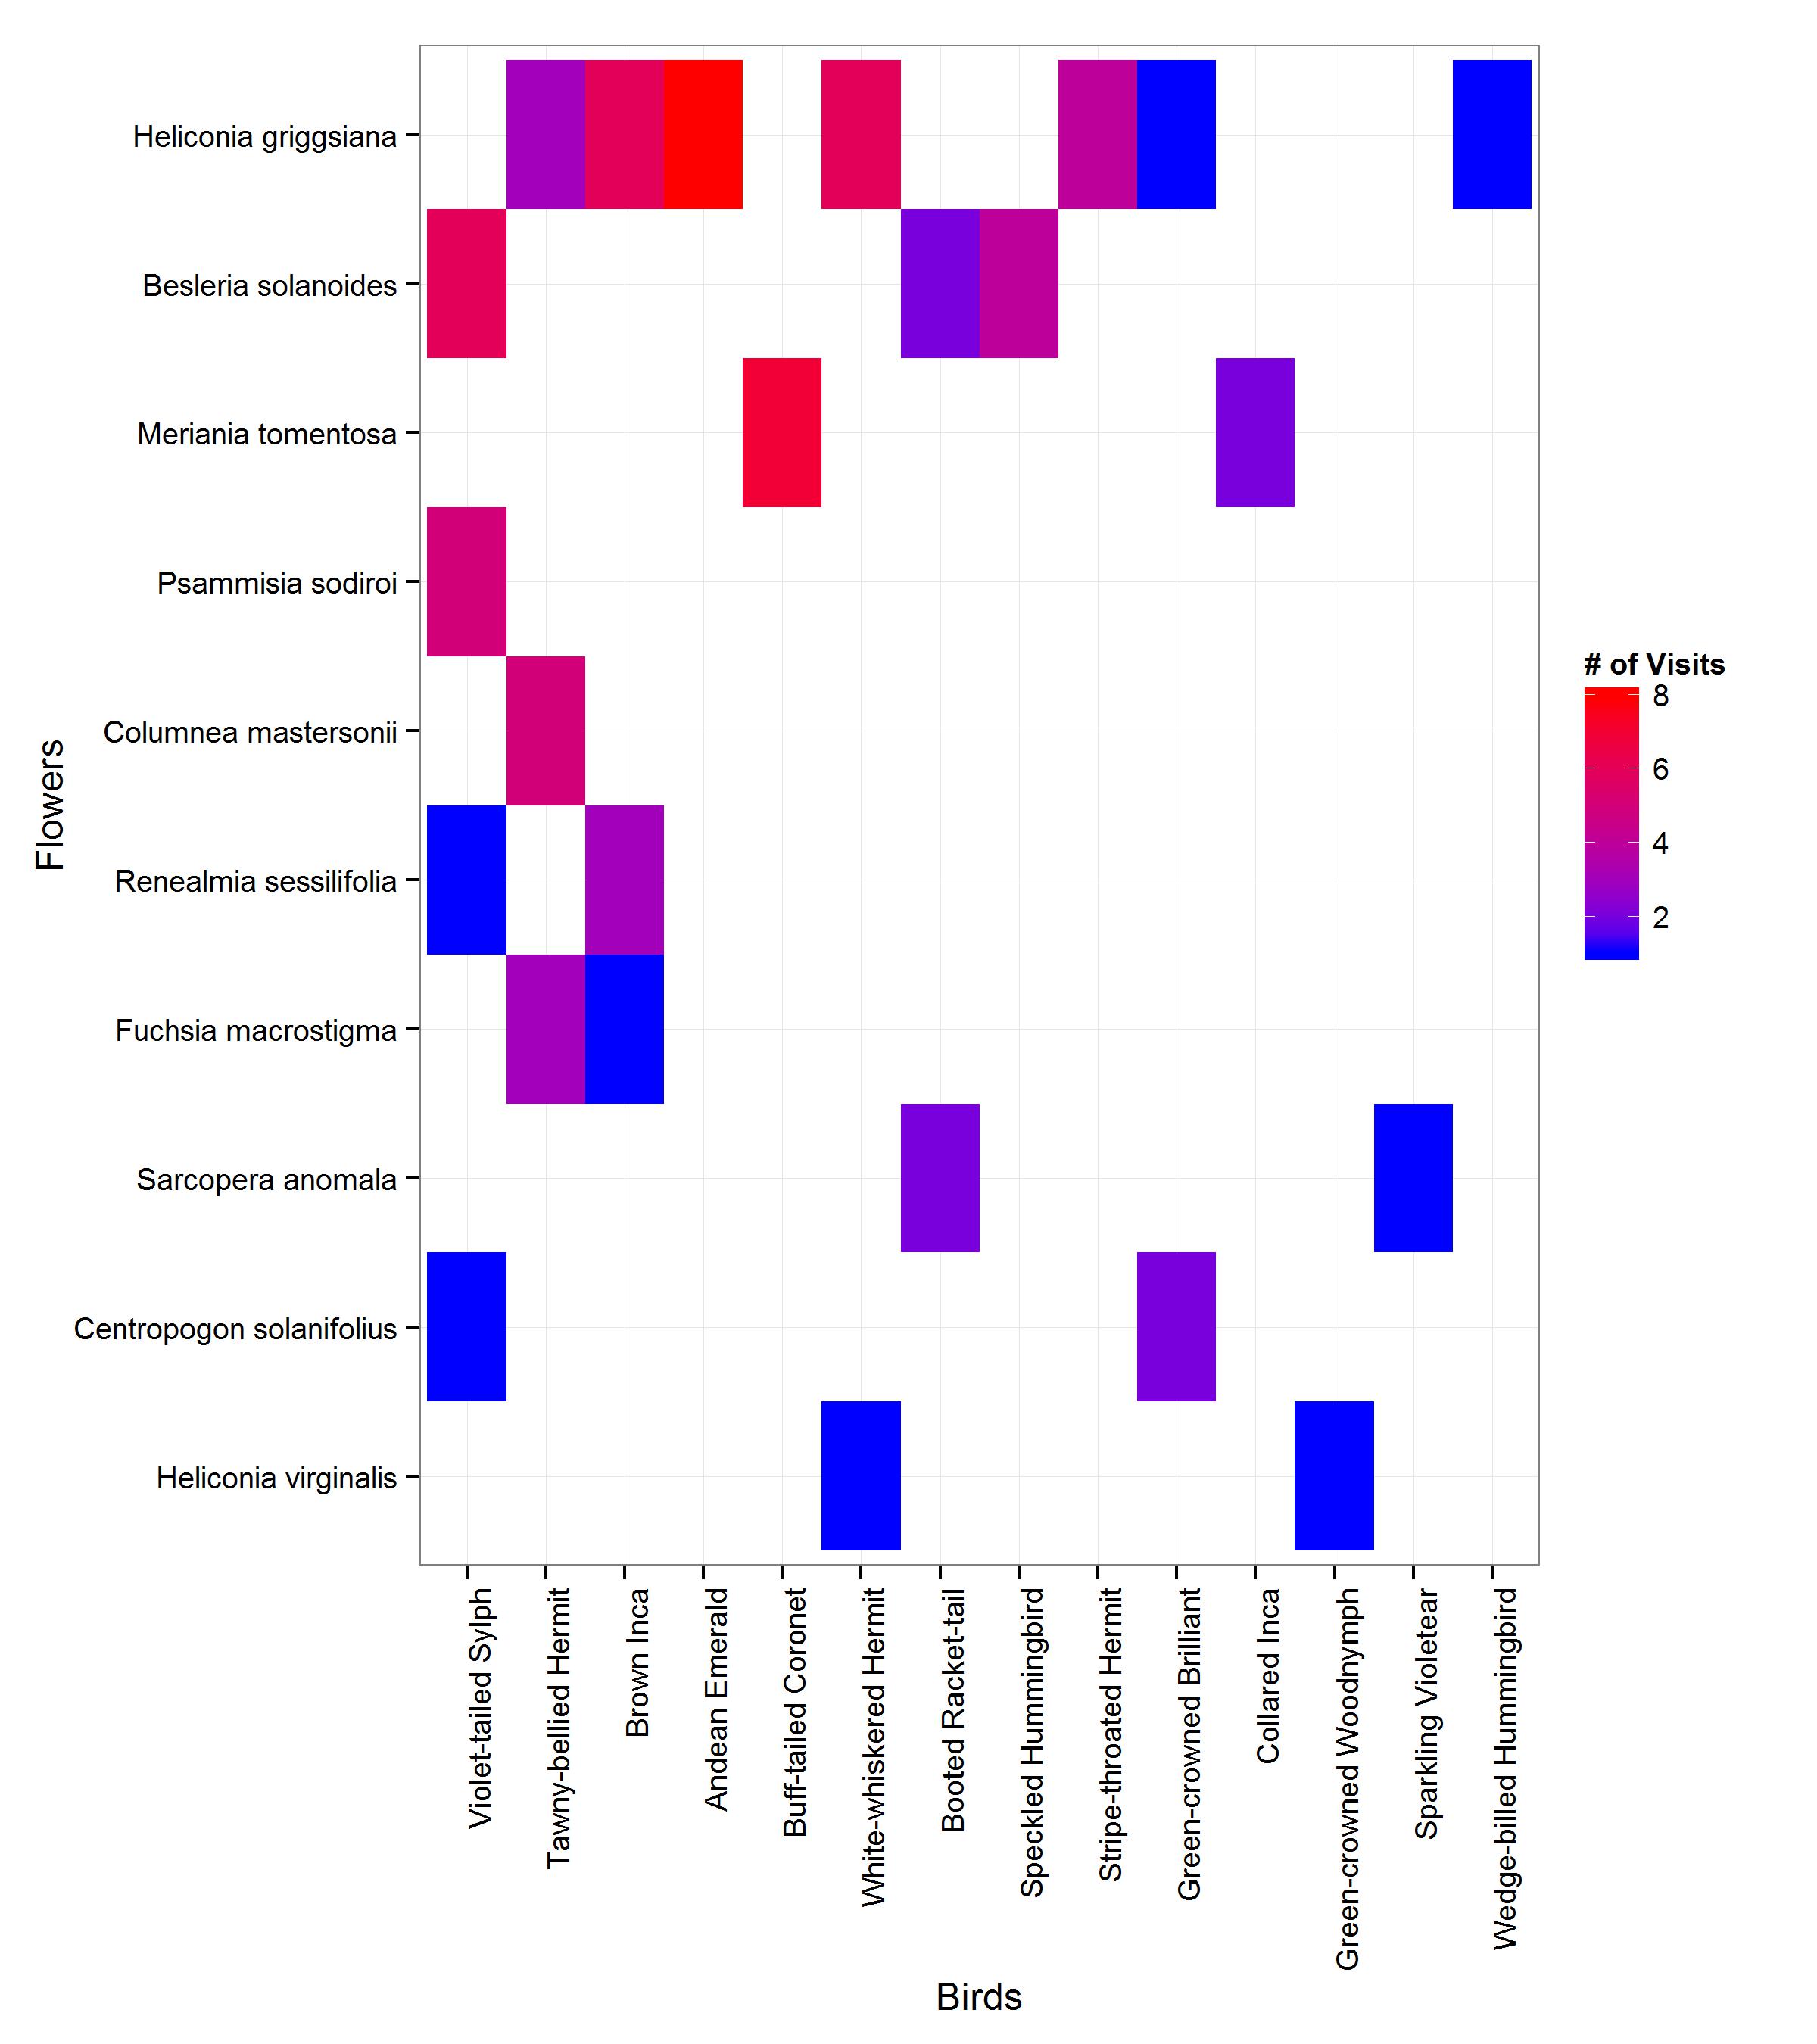 Heliconia griggsiana
Besleria solanoides
Meriania tomentosa
Psammisia sodiroi
Columnea mastersonii
Renealmia sessilifolia
Fuchsia macrostigma
Sarcopera anomala
Centropogon solanifolius
Heliconia virginalis
Flowers
Violet-tailed Sylph
Tawny-bellied Hermit
Brown Inca
Andean Emerald
Buff-tailed Coronet
White-whiskered Hermit
Booted Racket-tail
Speckled Hummingbird
Stripe-throated Hermit
Green-crowned Brilliant
Collared Inca
Green-crowned Woodnymph
Sparkling Violetear
Wedge-billed Hummingbird
Birds
# of Visits
8
6
4
2